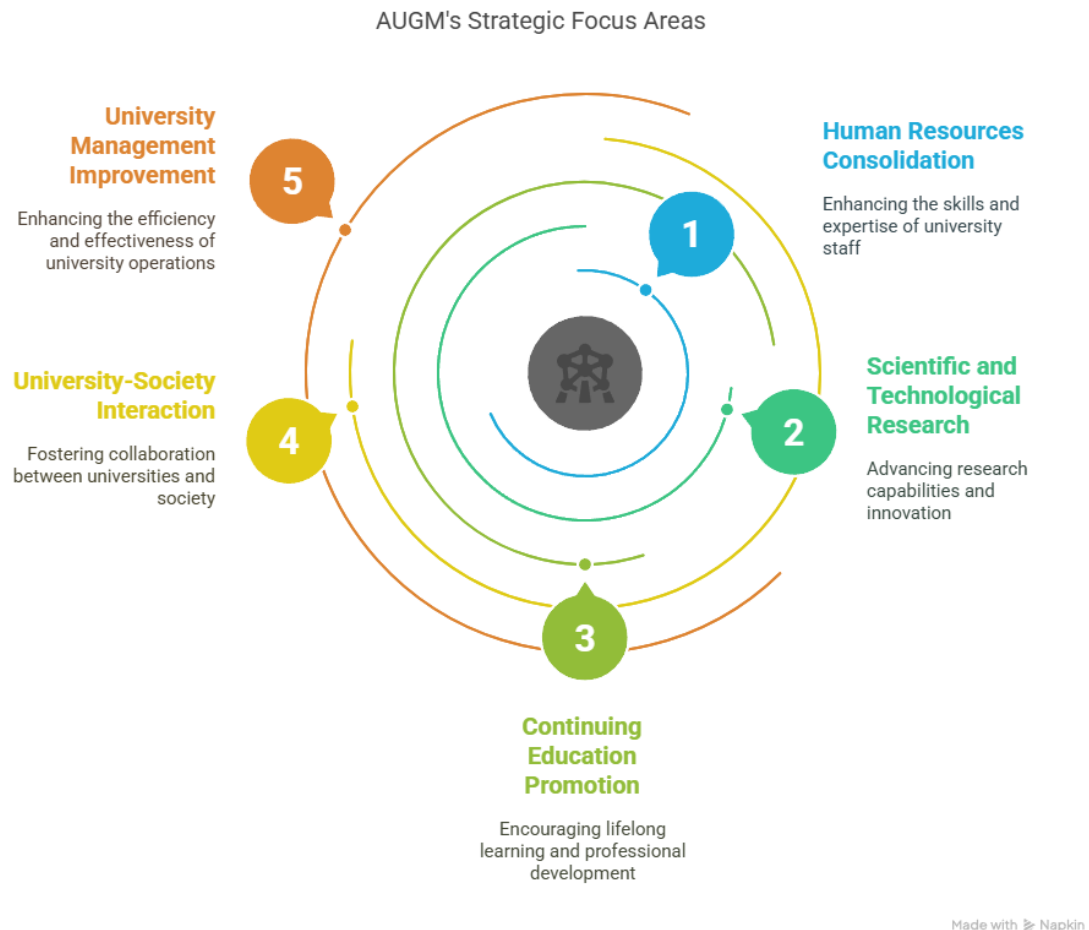 AUGM's Strategic Focus Areas
University
Management
Improvement
5
Enhancing the efficiency
and effectiveness of
university operations
Human Resources
Consolidation
1
Enhancing the skills and
expertise of university
staff
University-Society
Interaction
4
Fostering collaboration
between universities and
society
Scientific and
Technological
Research
2
Advancing research
capabilities and
innovation
3
Continuing
Education
Promotion
Encouraging lifelong
learning and professional
development
Made with Napkin